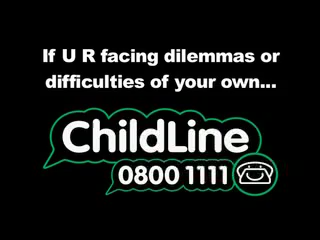 If U R facing dilemmas or
difficulties of your own...
ChildLine
0800 1111